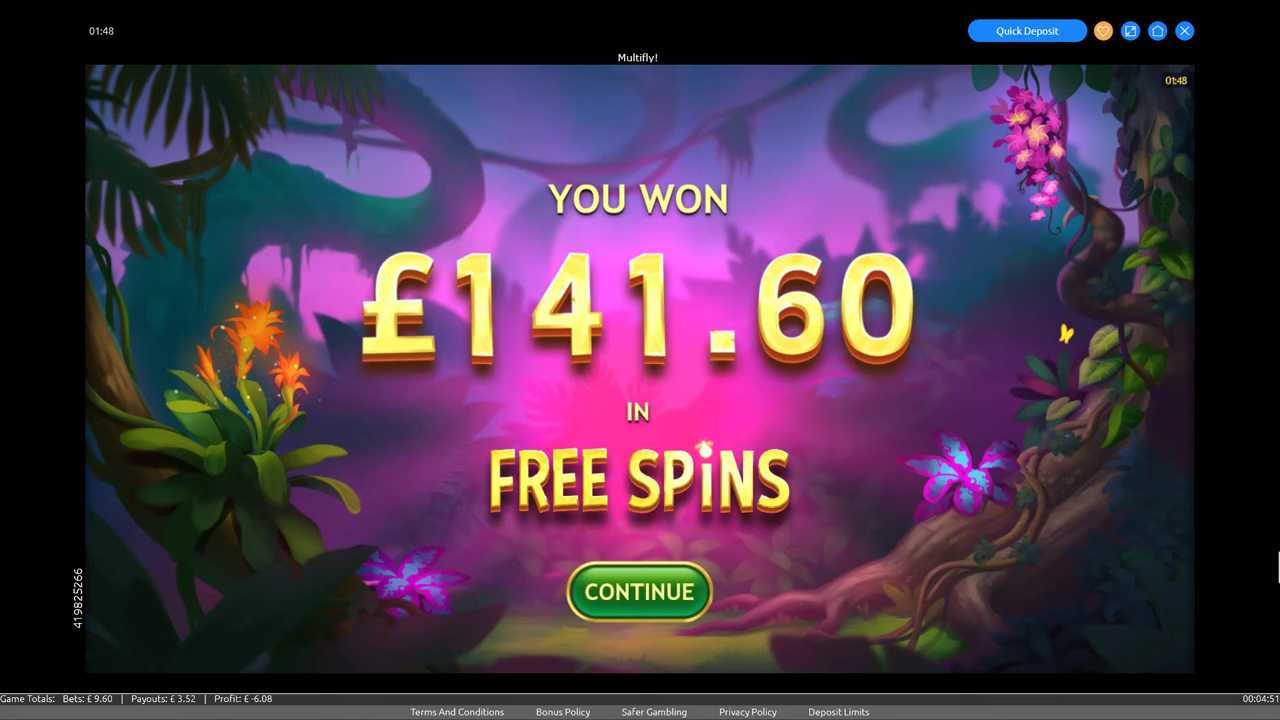 01:48
Quick Deposit
Multifly!
01:48
YOU WON
£141.60
IN
FREE SPiNS
CONTINUE
419825266
Game Totals: Bets: £ 9.60 | Payouts: £ 3.52 | Profit: £ -6.08
00:04:51
Terms And Conditions Bonus Policy Safer Gambling Privacy Policy Deposit Limits